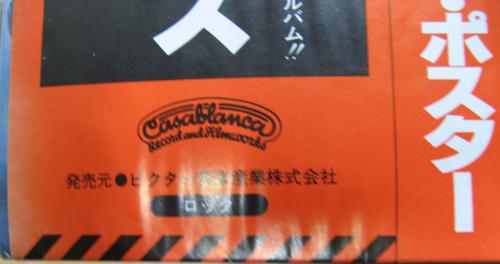 ス
ルバム!!
Casablanca
Record and Filmworks
発売元●ビクター音楽産業株式会社
ロック
ポスター